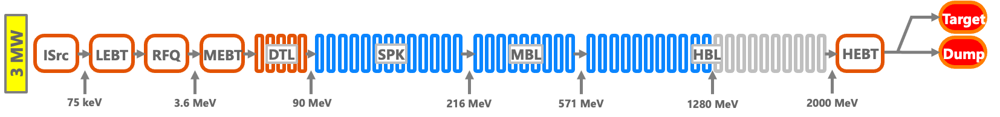 3 MW
ISrc
LEBT
RFQ
MEBT
DTL
SPK
MBL
HBL
HEBT
Target
Dump
75 keV
3.6 MeV
90 MeV
216 MeV
571 MeV
1280 MeV
2000 MeV